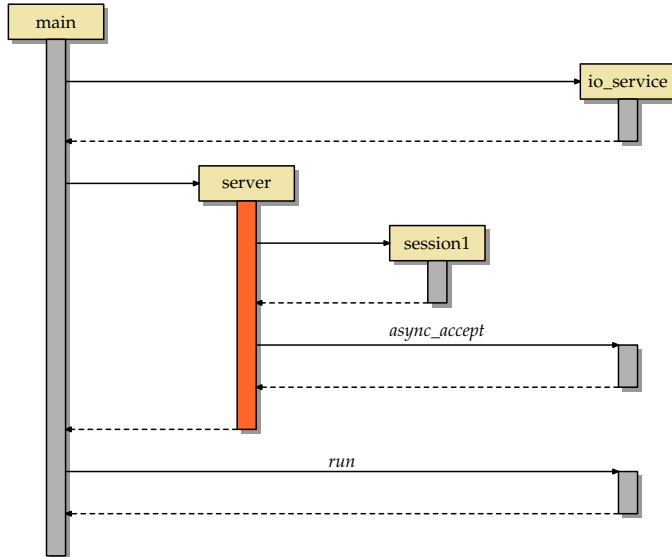 main
io_service
server
session1
async_accept
run